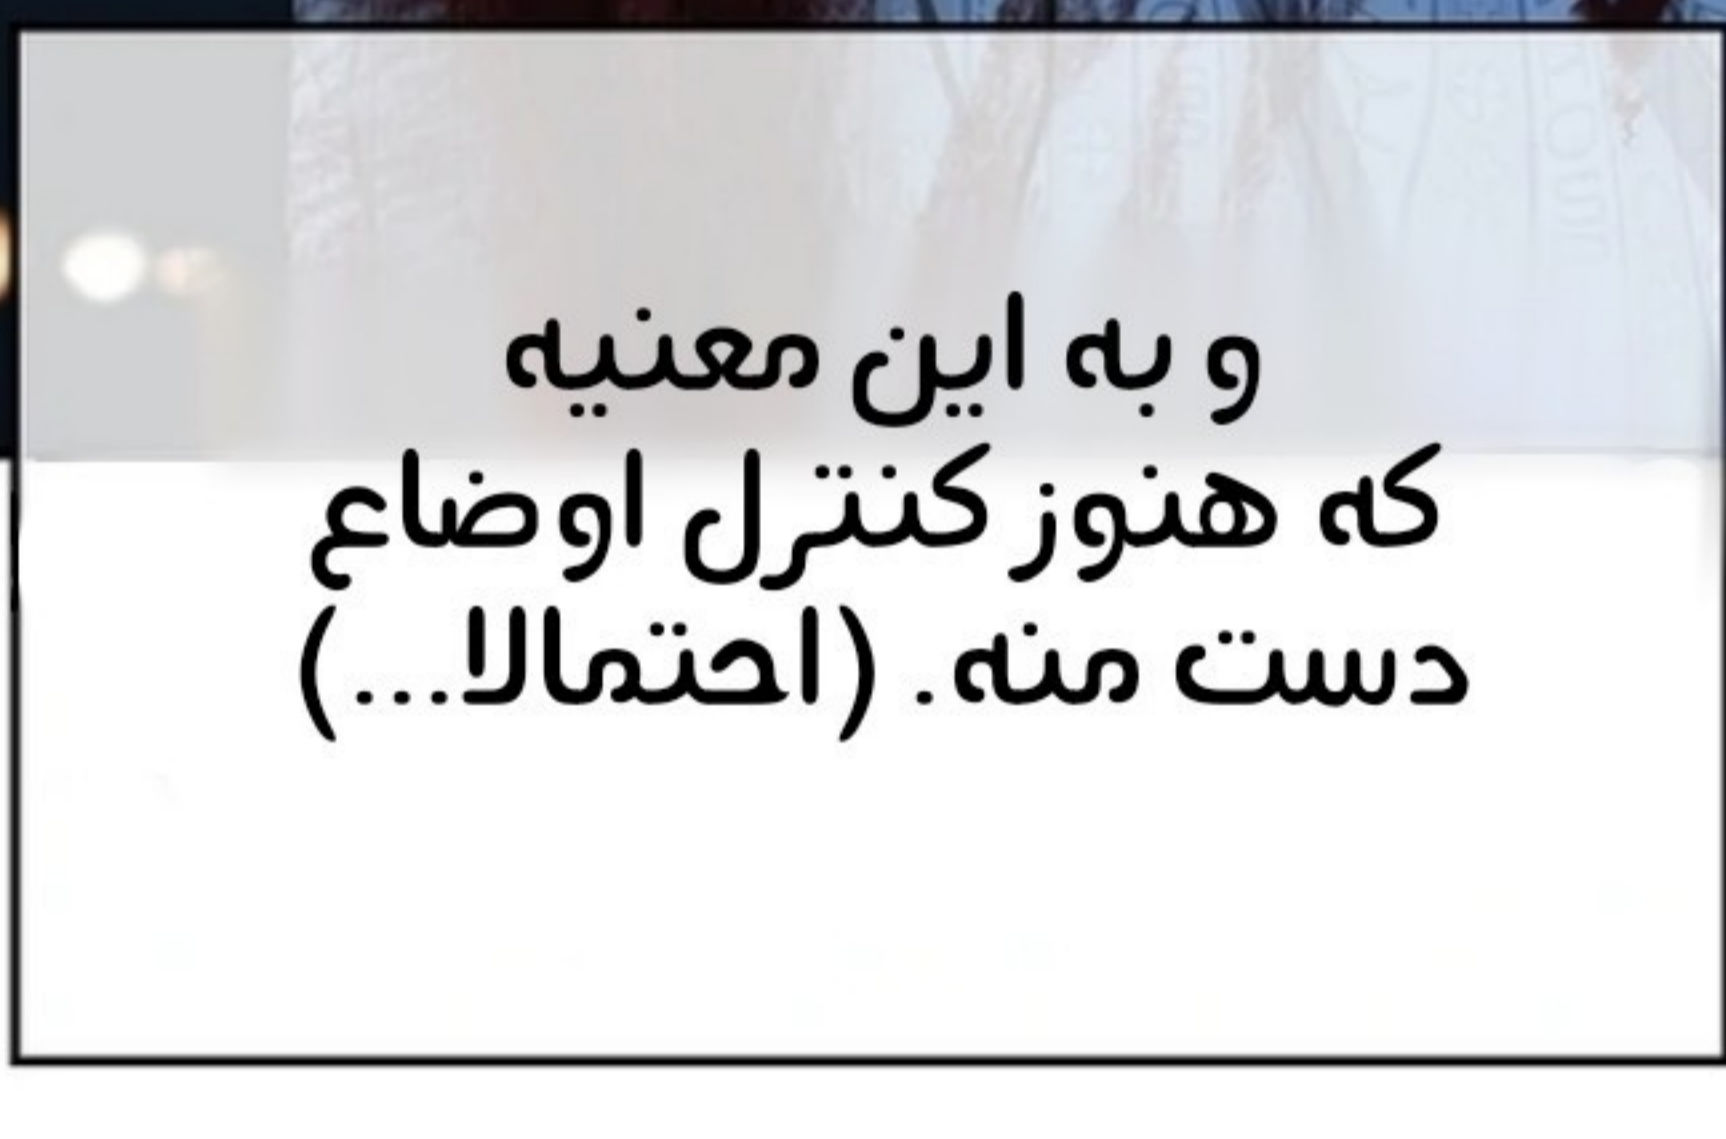 و به این معنیه
که هنوز کنترل اوضاع
دست منه. (احتمالا...)